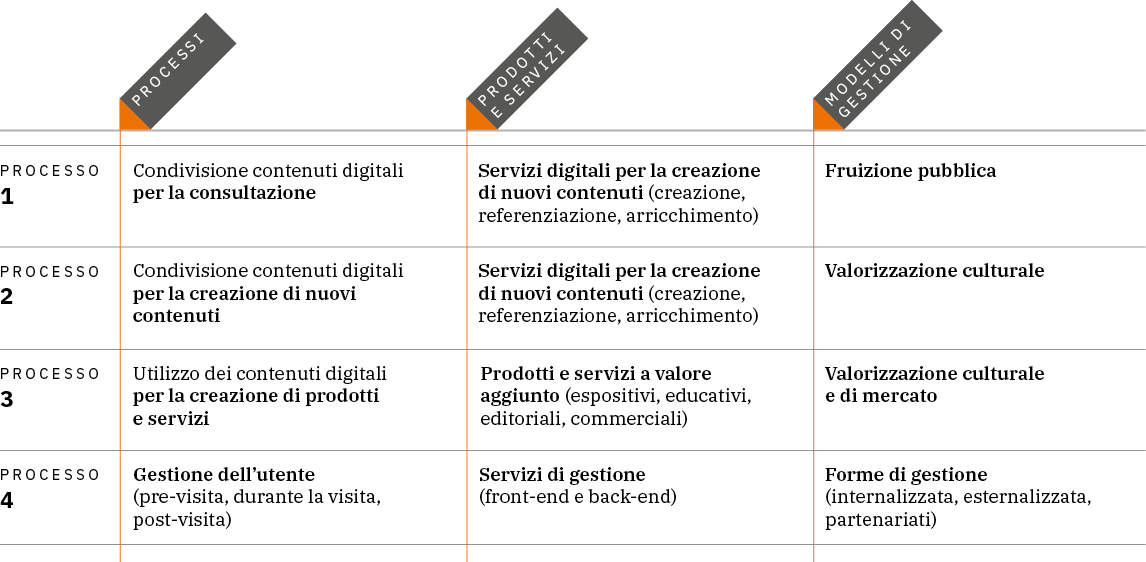 PROCESSI
PRODOTTI
E SERVIZI
MODELLI DI
GESTIONE
PROCESSO
1
Condivisione contenuti digitali
per la consultazione
Servizi digitali per la creazione
di nuovi contenuti (creazione,
referenziazione, arricchimento)
Fruizione pubblica
PROCESSO
2
Condivisione contenuti digitali
per la creazione di nuovi
contenuti
Servizi digitali per la creazione
di nuovi contenuti (creazione,
referenziazione, arricchimento)
Valorizzazione culturale
PROCESSO
3
Utilizzo dei contenuti digitali
per la creazione di prodotti
e servizi
Prodotti e servizi a valore
aggiunto (espositivi, educativi,
editoriali, commerciali)
Valorizzazione culturale
e di mercato
PROCESSO
4
Gestione dell’utente
(pre-visita, durante la visita,
post-visita)
Servizi di gestione
(front-end e back-end)
Forme di gestione
(internalizzata, esternalizzata,
partenariati)